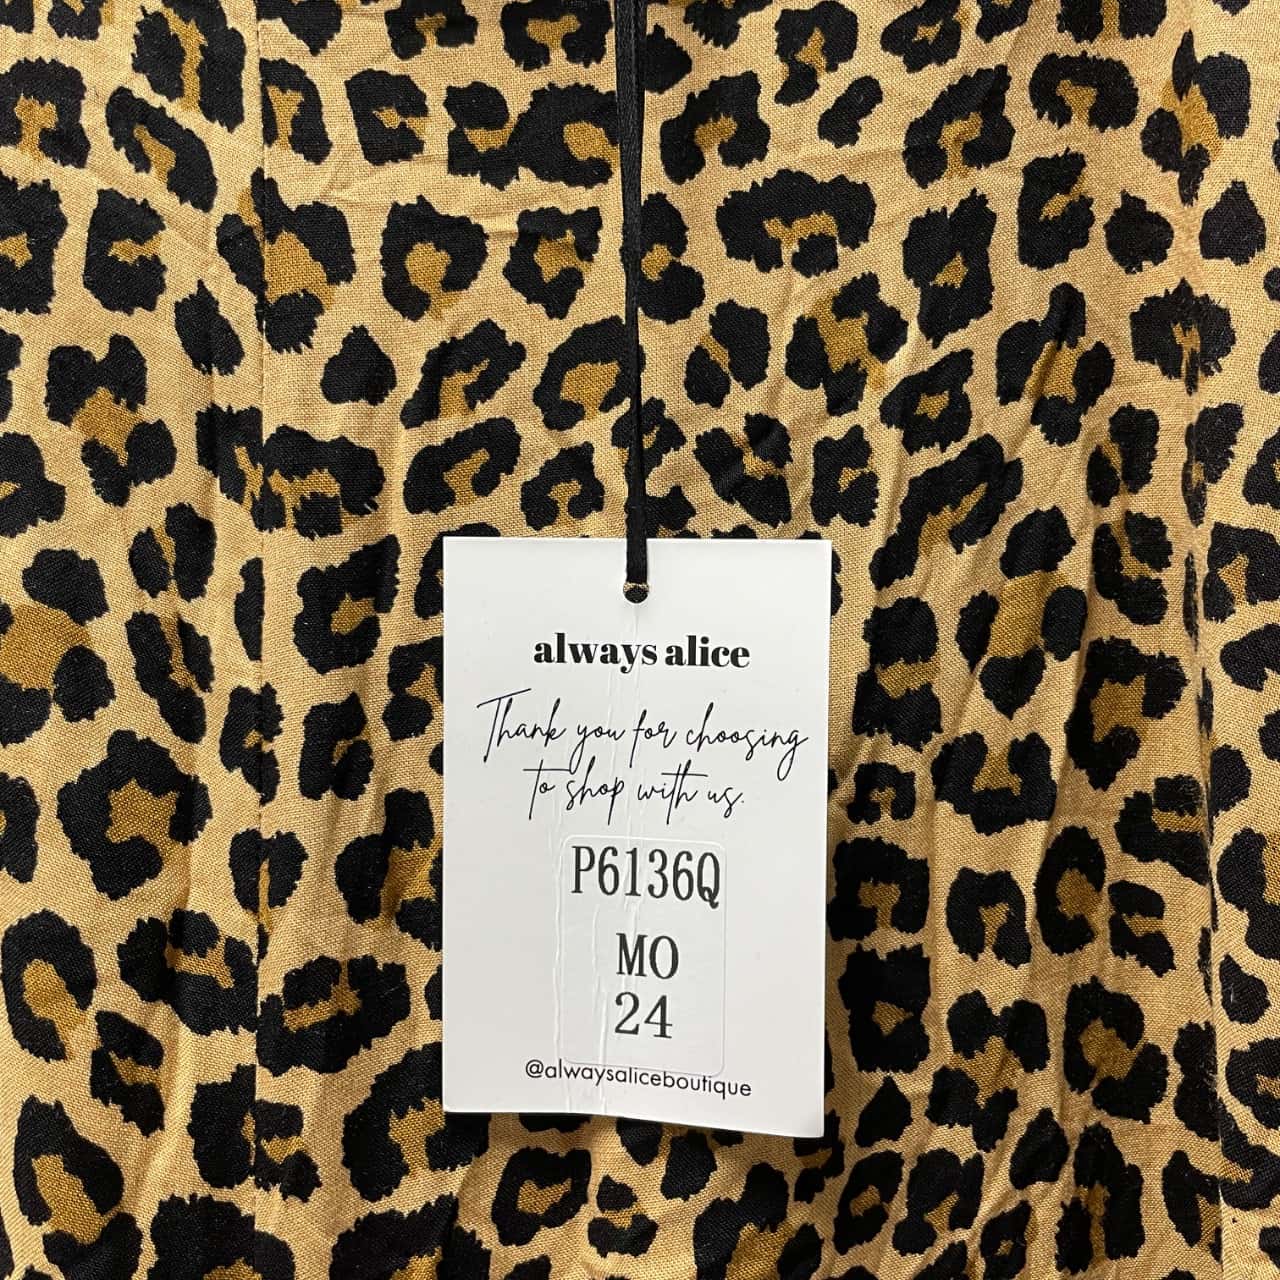 always alice
Thank you for choosing
to shop with us.
P6136Q
MO
24
@alwaysaliceboutique